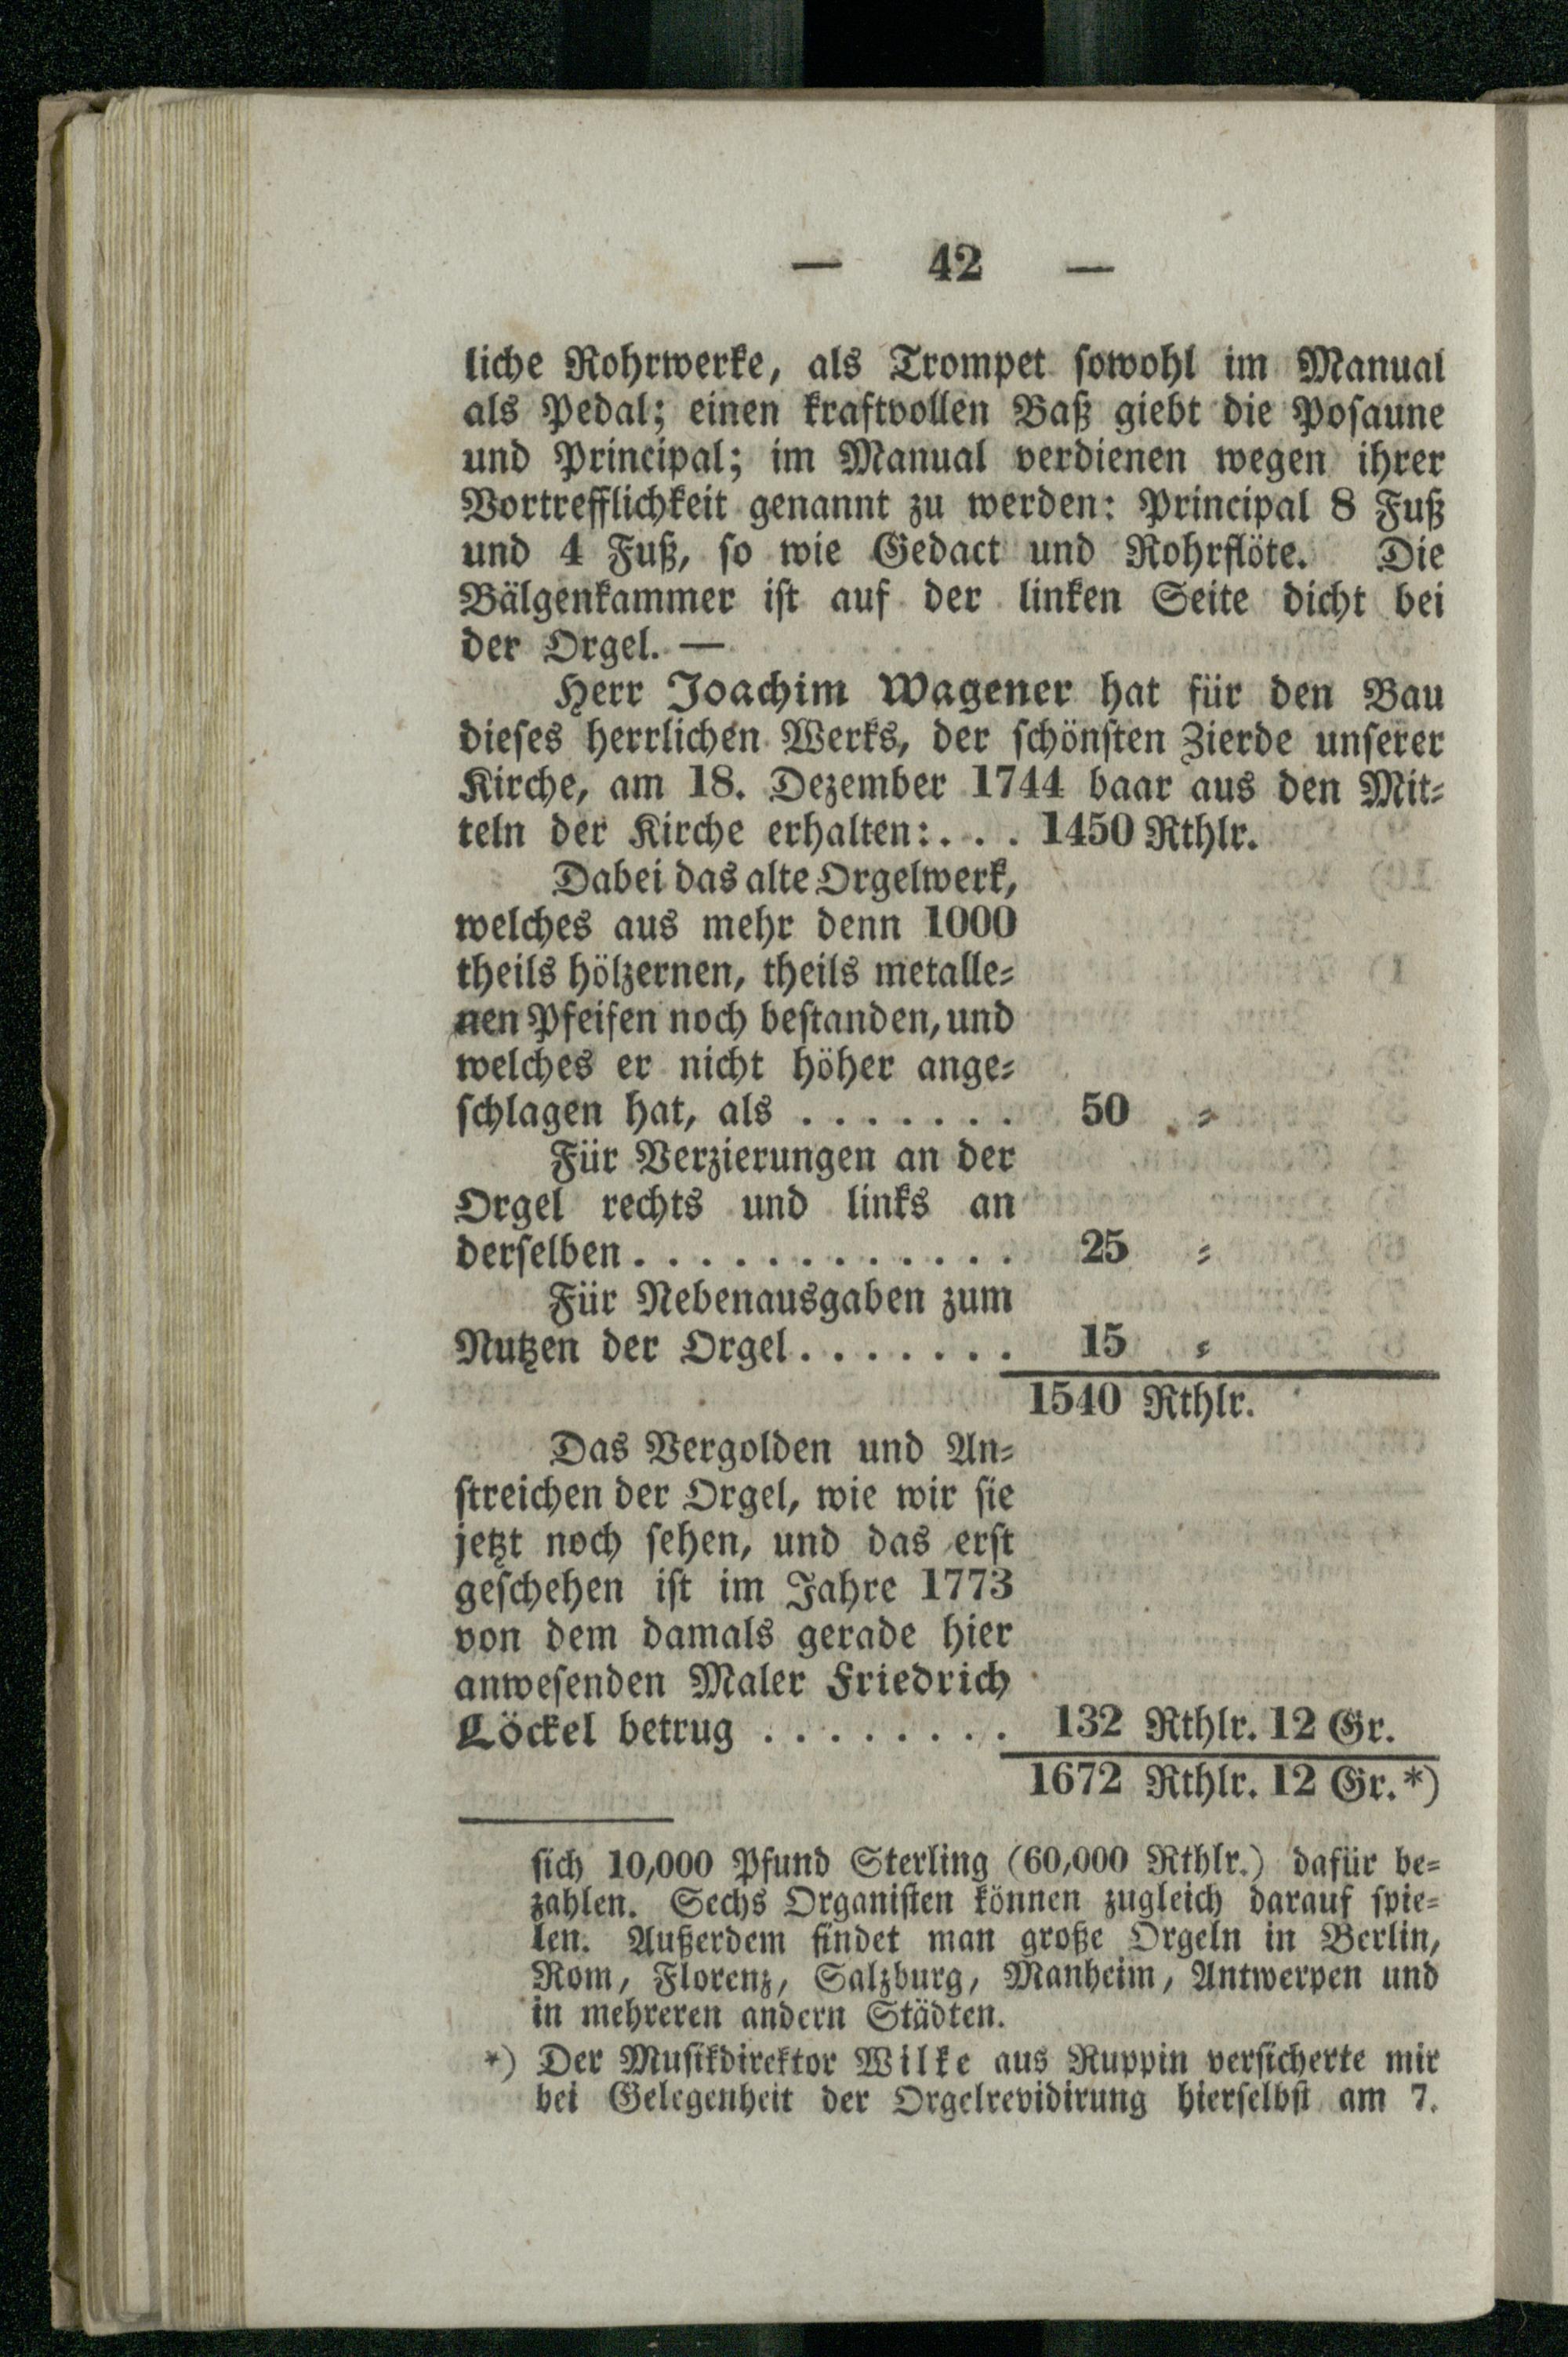 — 42 —
liche Rohrwerke, als Trompet sowohl im Manual
als Pedal; einen kraftvollen Baß giebt die Posaune
und Principal; im Manual verdienen wegen ihrer
Vortrefflichkeit genannt zu werden: Principal 8 Fuß
und 4 Fuß, so wie Gedact und Rohrflöte. Die
Bälgenkammer ist auf der linken Seite dicht bei
der Orgel. —
Herr Joachim Wagener hat für den Bau
dieses herrlichen Werks, der schönsten Zierde unserer
Kirche, am 18. Dezember 1744 baar aus den Mit-
teln der Kirche erhalten: . . . 1450 Rthlr.
Dabei das alte Orgelwerk,
welches aus mehr denn 1000
theils hölzernen, theils metalle-
nen Pfeifen noch bestanden, und
welches er nicht höher ange-
schlagen hat, als . . . . . . . 50 "
Für Verzierungen an der
Orgel rechts und links an
derselben . . . . . . . . . . . . 25 "
Für Nebenausgaben zum
Nutzen der Orgel . . . . . . . 15 "
1540 Rthlr.
Das Vergolden und An-
streichen der Orgel, wie wir sie
jetzt noch sehen, und das erst
geschehen ist im Jahre 1773
von dem damals gerade hier
anwesenden Maler Friedrich
Löckel betrug . . . . . . . . 132 Rthlr. 12 Gr.
1672 Rthlr. 12 Gr.*)
sich 10,000 Pfund Sterling (60,000 Rthlr.) dafür be-
zahlen. Sechs Organisten können zugleich darauf spie-
len. Außerdem findet man große Orgeln in Berlin,
Rom, Florenz, Salzburg, Manheim, Antwerpen und
in mehreren andern Städten.
*) Der Musikdirektor Wilke aus Ruppin versicherte mir
bei Gelegenheit der Orgelrevidirung hierselbst am 7.